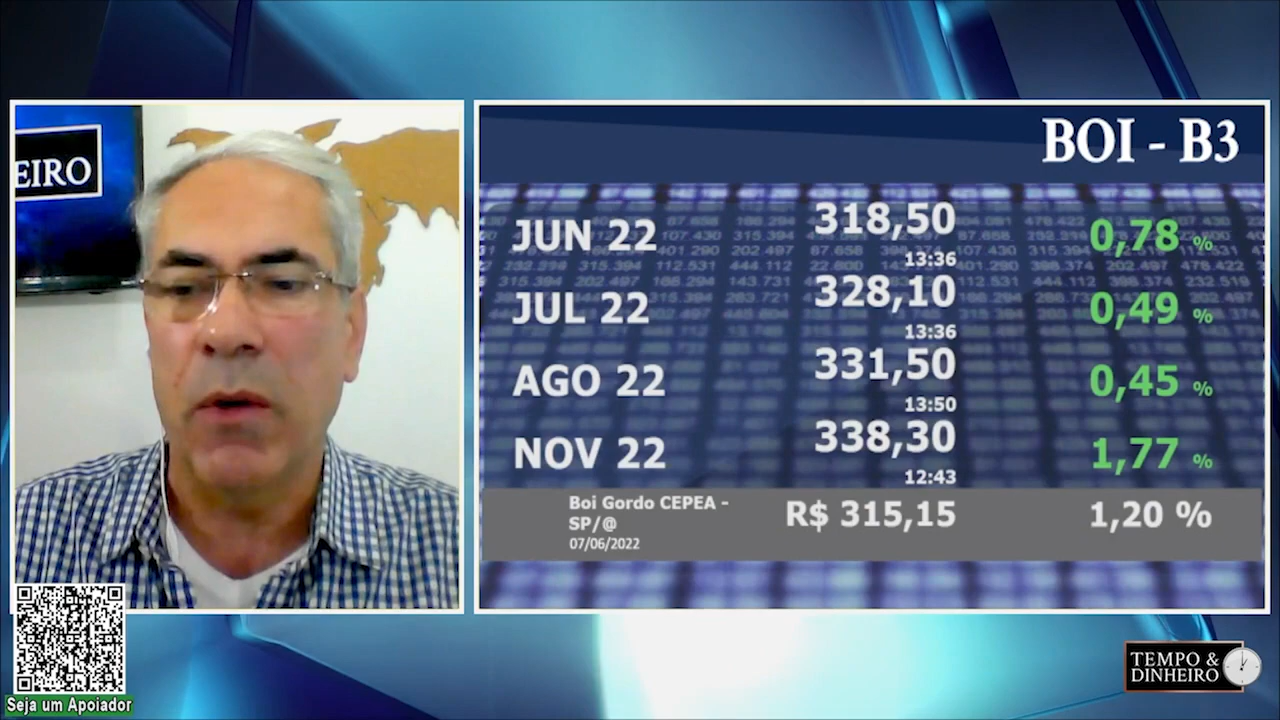 EIRO
BOI - B3
JUN 22 318,50 0,78 %
13:36
JUL 22 328,10 0,49 %
13:36
AGO 22 331,50 0,45 %
13:50
NOV 22 338,30 1,77 %
12:43
Boi Gordo CEPEA -
SP/@ R$ 315,15 1,20 %
07/06/2022
Seja um Apoiador
TEMPO &
DINHEIRO